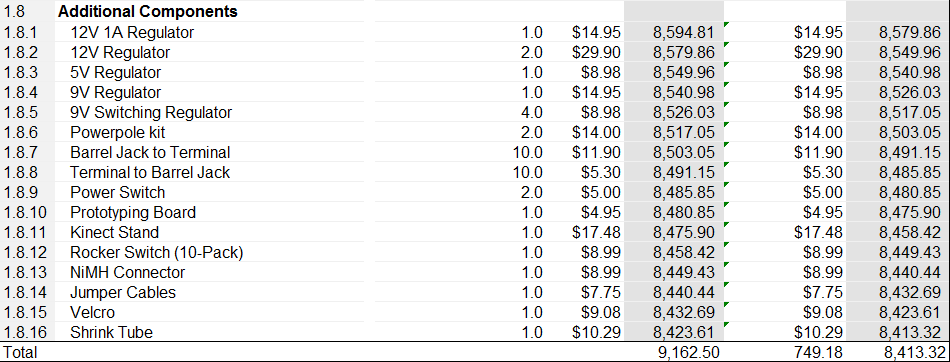 1.8 Additional Components
1.8.1 12V 1A Regulator 1.0 $14.95 8,594.81 $14.95 8,579.86
1.8.2 12V Regulator 2.0 $29.90 8,579.86 $29.90 8,549.96
1.8.3 5V Regulator 1.0 $8.98 8,549.96 $8.98 8,540.98
1.8.4 9V Regulator 1.0 $14.95 8,540.98 $14.95 8,526.03
1.8.5 9V Switching Regulator 4.0 $8.98 8,526.03 $8.98 8,517.05
1.8.6 Powerpole kit 2.0 $14.00 8,517.05 $14.00 8,503.05
1.8.7 Barrel Jack to Terminal 10.0 $11.90 8,503.05 $11.90 8,491.15
1.8.8 Terminal to Barrel Jack 10.0 $5.30 8,491.15 $5.30 8,485.85
1.8.9 Power Switch 2.0 $5.00 8,485.85 $5.00 8,480.85
1.8.10 Prototyping Board 1.0 $4.95 8,480.85 $4.95 8,475.90
1.8.11 Kinect Stand 1.0 $17.48 8,475.90 $17.48 8,458.42
1.8.12 Rocker Switch (10-Pack) 1.0 $8.99 8,458.42 $8.99 8,449.43
1.8.13 NiMH Connector 1.0 $8.99 8,449.43 $8.99 8,440.44
1.8.14 Jumper Cables 1.0 $7.75 8,440.44 $7.75 8,432.69
1.8.15 Velcro 1.0 $9.08 8,432.69 $9.08 8,423.61
1.8.16 Shrink Tube 1.0 $10.29 8,423.61 $10.29 8,413.32
Total 9,162.50 749.18 8,413.32